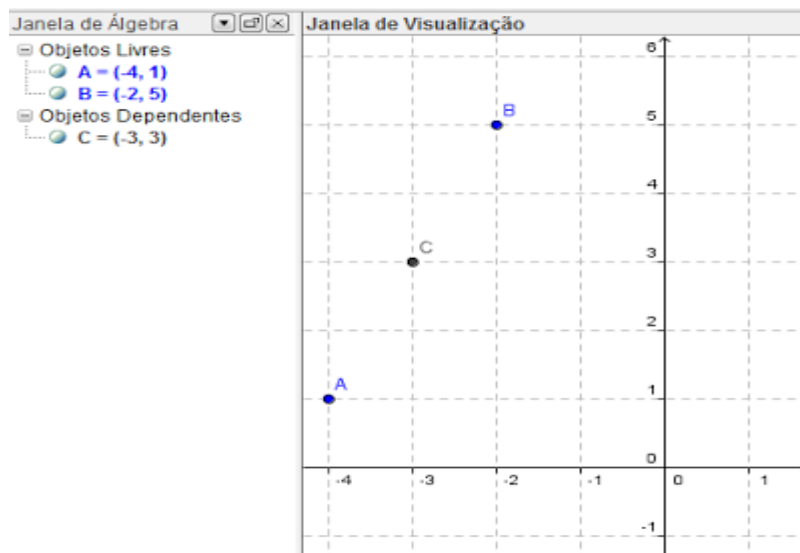 Janela de Álgebra
Objetos Livres
A = (-4, 1)
B = (-2, 5)
Objetos Dependentes
C = (-3, 3)
Janela de Visualização
6
B
5
4
C
3
2
A
1
0
-4 -3 -2 -1 0 1
-1